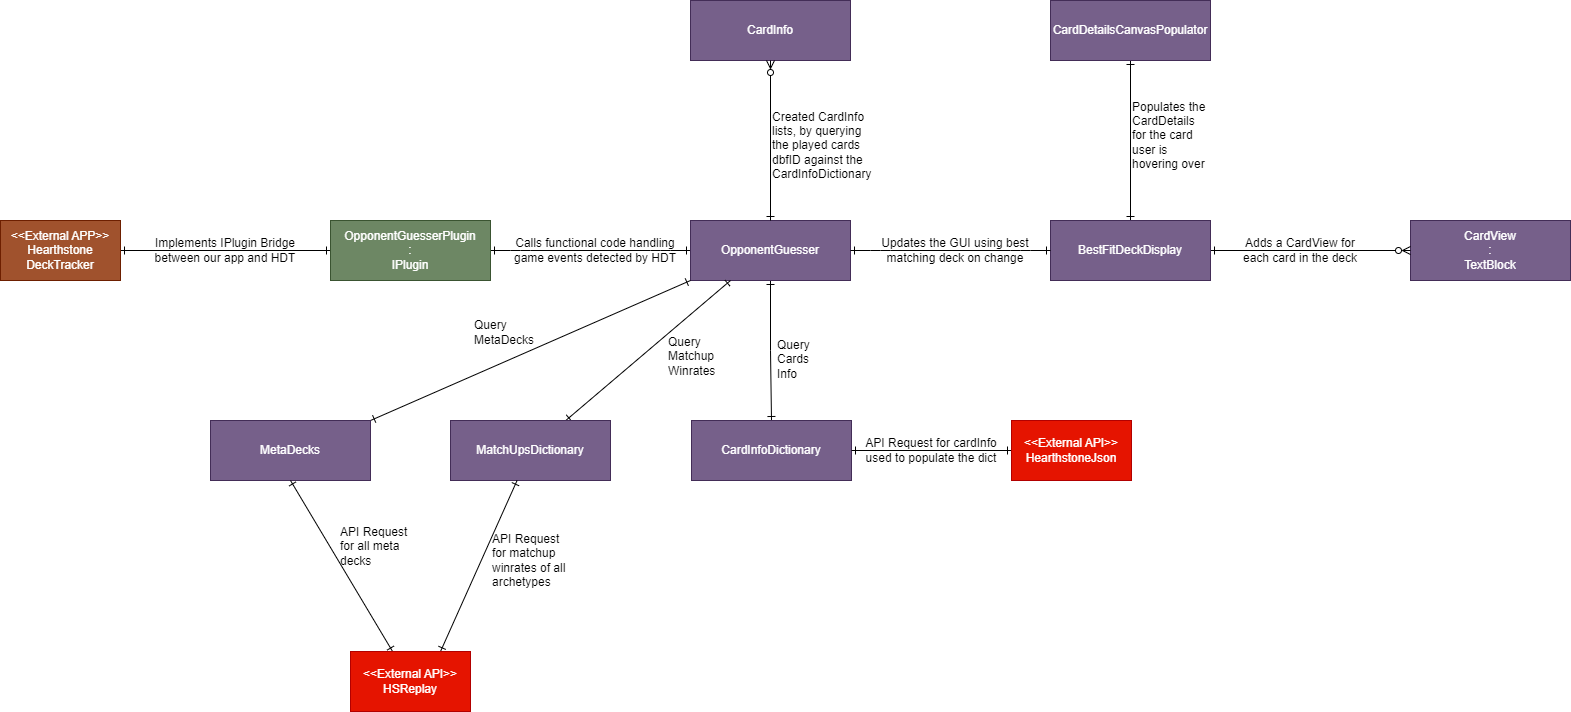 CardInfo
CardDetailsCanvasPopulator
Created CardInfo
lists, by querying
the played cards
dbfID against the
CardInfoDictionary
Populates the
CardDetails
for the card
user is
hovering over
<<External APP>>
Hearthstone
DeckTracker
Implements IPlugin Bridge
between our app and HDT
OpponentGuesserPlugin
:
IPlugin
Calls functional code handling
game events detected by HDT
OpponentGuesser
Updates the GUI using best
matching deck on change
BestFitDeckDisplay
Adds a CardView for
each card in the deck
CardView
:
TextBlock
Query
MetaDecks
Query
Matchup
Winrates
Query
Cards
Info
MetaDecks
MatchUpsDictionary
CardInfoDictionary
API Request for cardInfo
used to populate the dict
<<External API>>
HearthstoneJson
API Request
for all meta
decks
API Request
for matchup
winrates of all
archetypes
<<External API>>
HSReplay